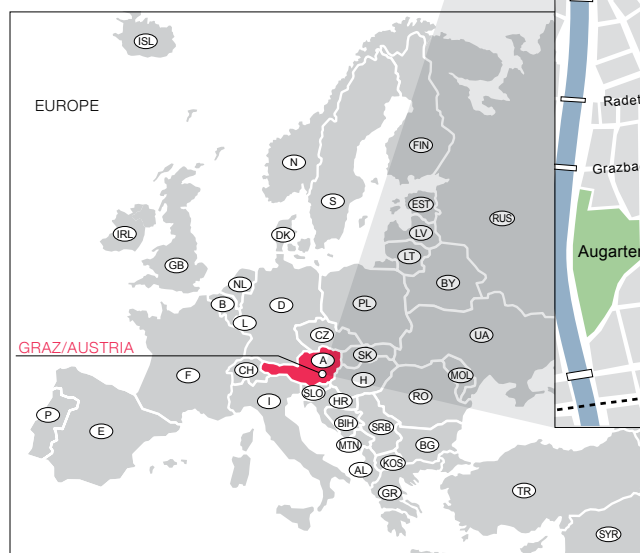 ISL
EUROPE
Radet
N
FIN
Grazba
S
EST
RUS
IRL
DK
LV
Augarten
GB
LT
NL
BY
B
D
PL
L
CZ
UA
GRAZ/AUSTRIA
A
SK
F
CH
H
MOL
SLO
RO
I
HR
P
BIH
SRB
E
MTN
BG
AL
KOS
GR
TR
SYR